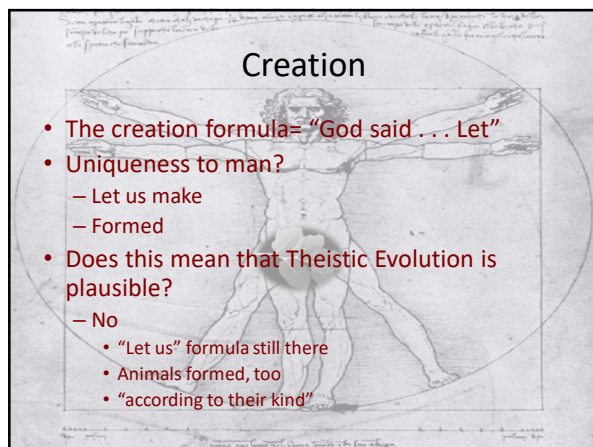 Creation
• The creation formula= “God said . . . Let”
• Uniqueness to man?
– Let us make
– Formed
• Does this mean that Theistic Evolution is
plausible?
– No
• “Let us” formula still there
• Animals formed, too
• “according to their kind”